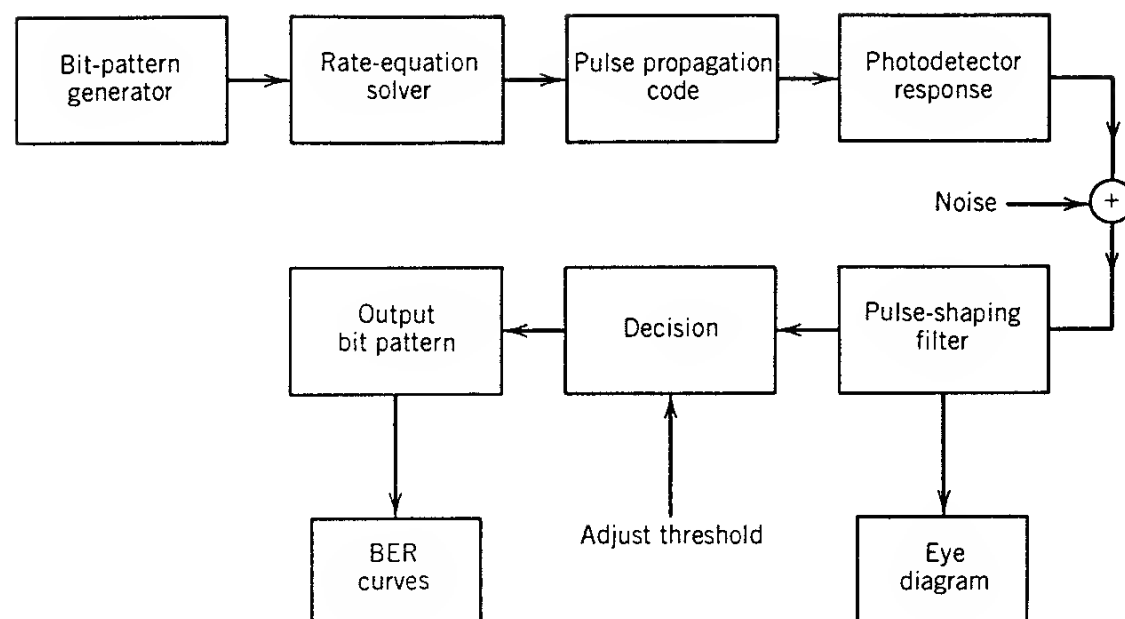 Bit-pattern
generator
Rate-equation
solver
Pulse propagation
code
Photodetector
response
Noise
+
Output
bit pattern
Decision
Pulse-shaping
filter
Adjust threshold
BER
curves
Eye
diagram